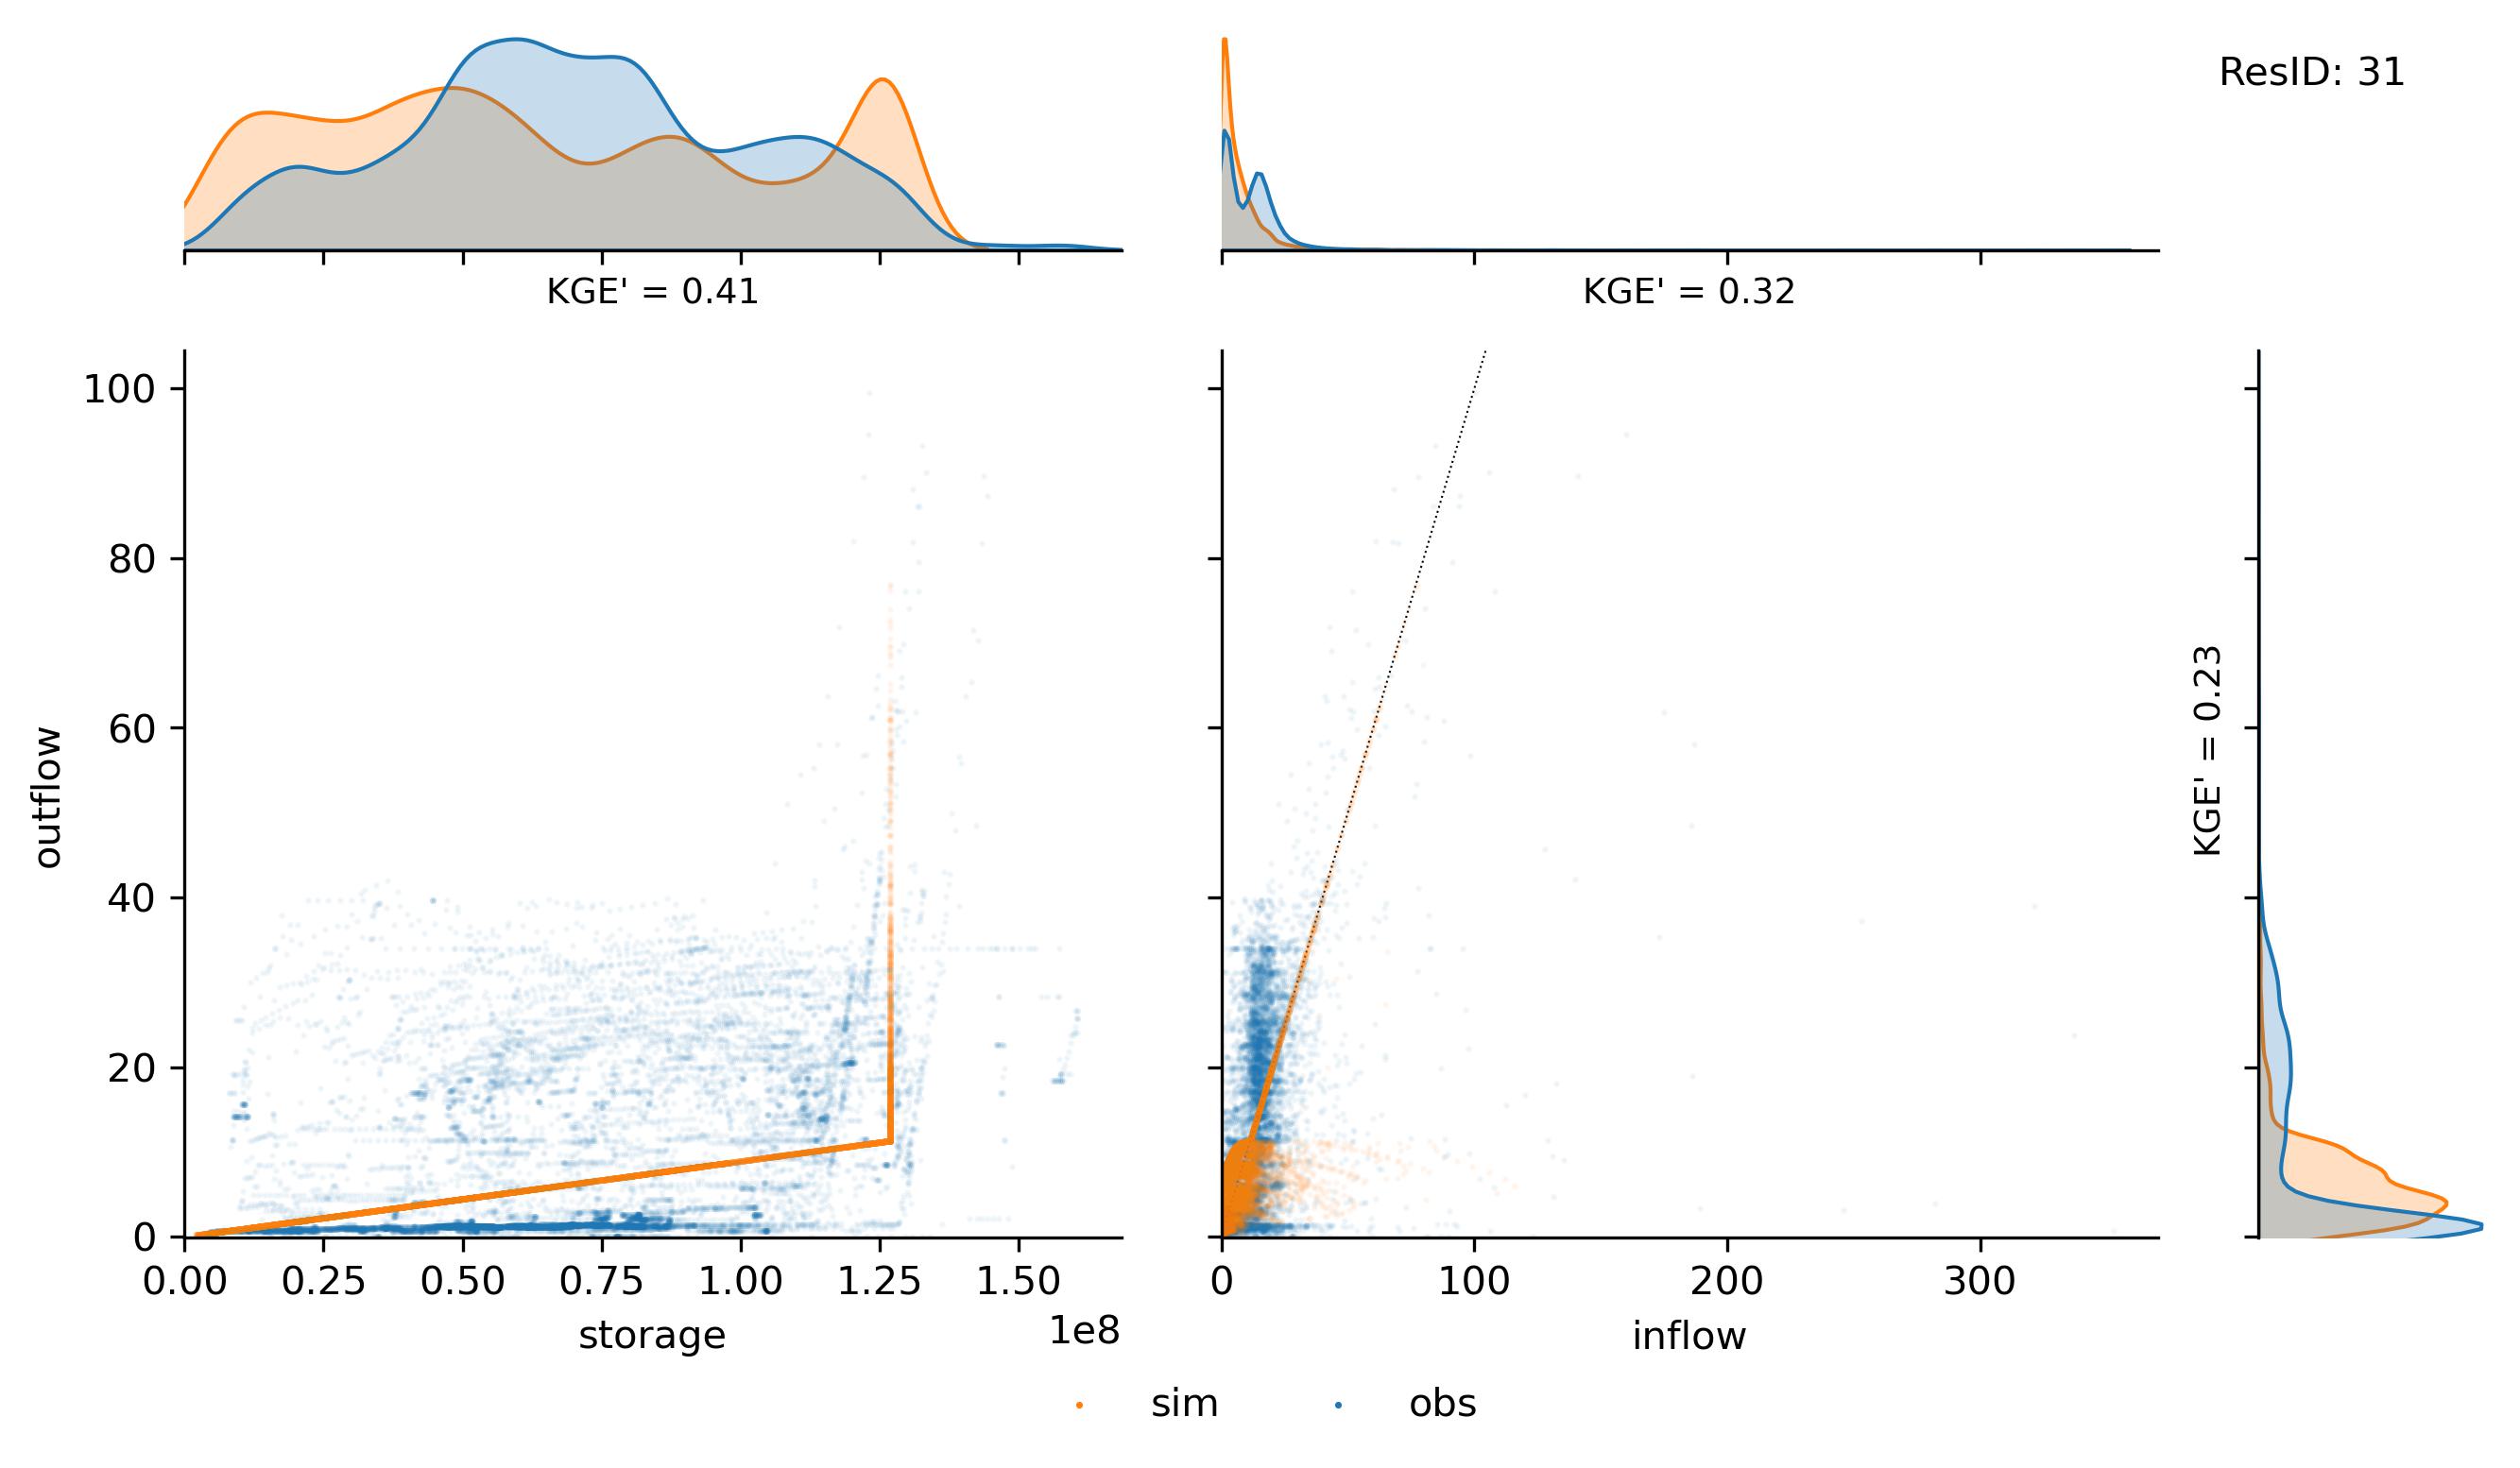 ResID: 31
KGE' = 0.41
KGE' = 0.32
100
80
60
40
20
0
outflow
KGE' = 0.23
0.00 0.25 0.50 0.75 1.00 1.25 1.50
0 100 200 300
storage
1e8
inflow
sim obs